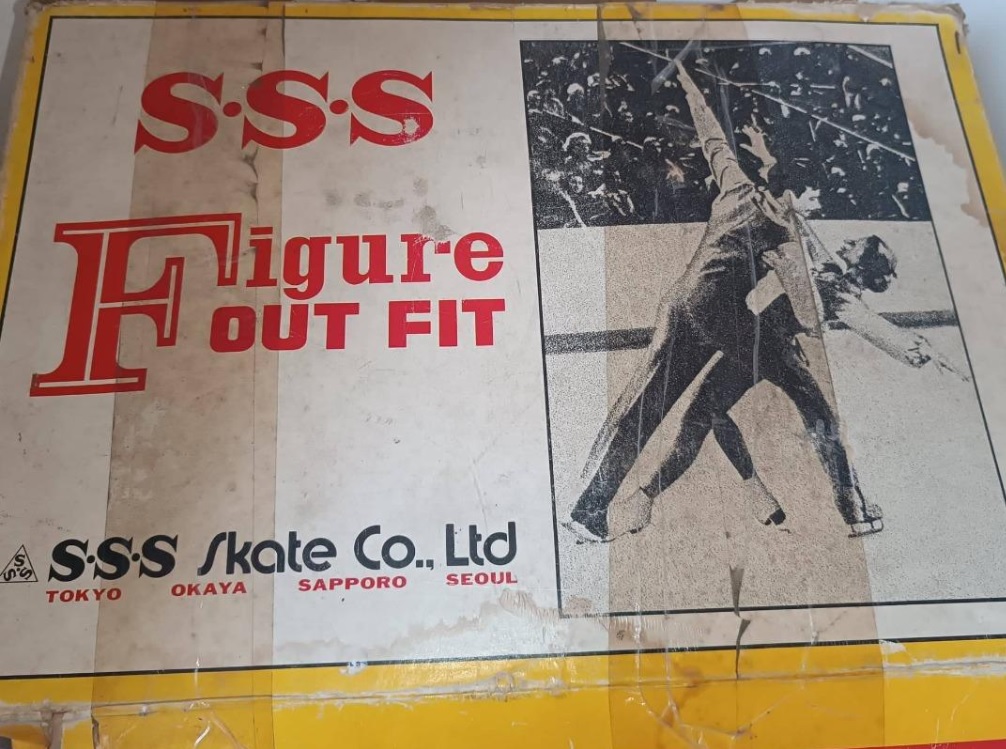 S·S·S
Figure
OUT FIT
S·S·S Skate Co., Ltd
TOKYO OKAYA SAPPORO SEOUL
S
S·S